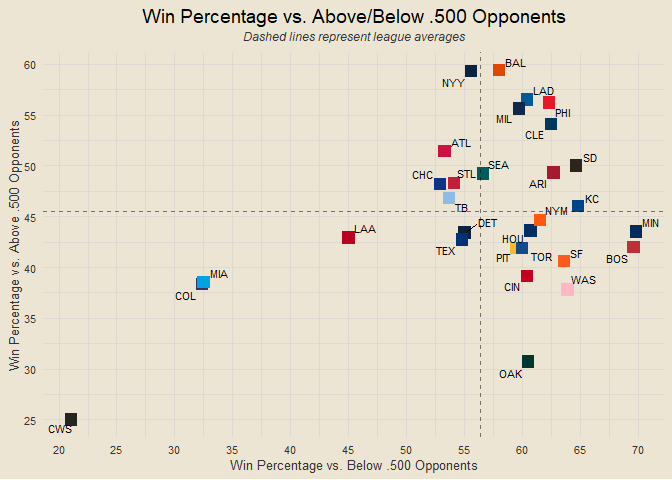 Win Percentage vs. Above/Below .500 Opponents
Dashed lines represent league averages
Win Percentage vs. Above .500 Opponents
60
55
50
45
40
35
30
25
NYY
BAL
LAD
MIL
PHI
CLE
ATL
SD
SEA
CHC
STL
ARI
TB
KC
NYM
LAA
DET
MIN
TEX
HOU
PIT
TOR
SF
BOS
MIA
COL
CIN
WAS
OAK
CWS
20
25
30
35
40
45
50
55
60
65
70
Win Percentage vs. Below .500 Opponents